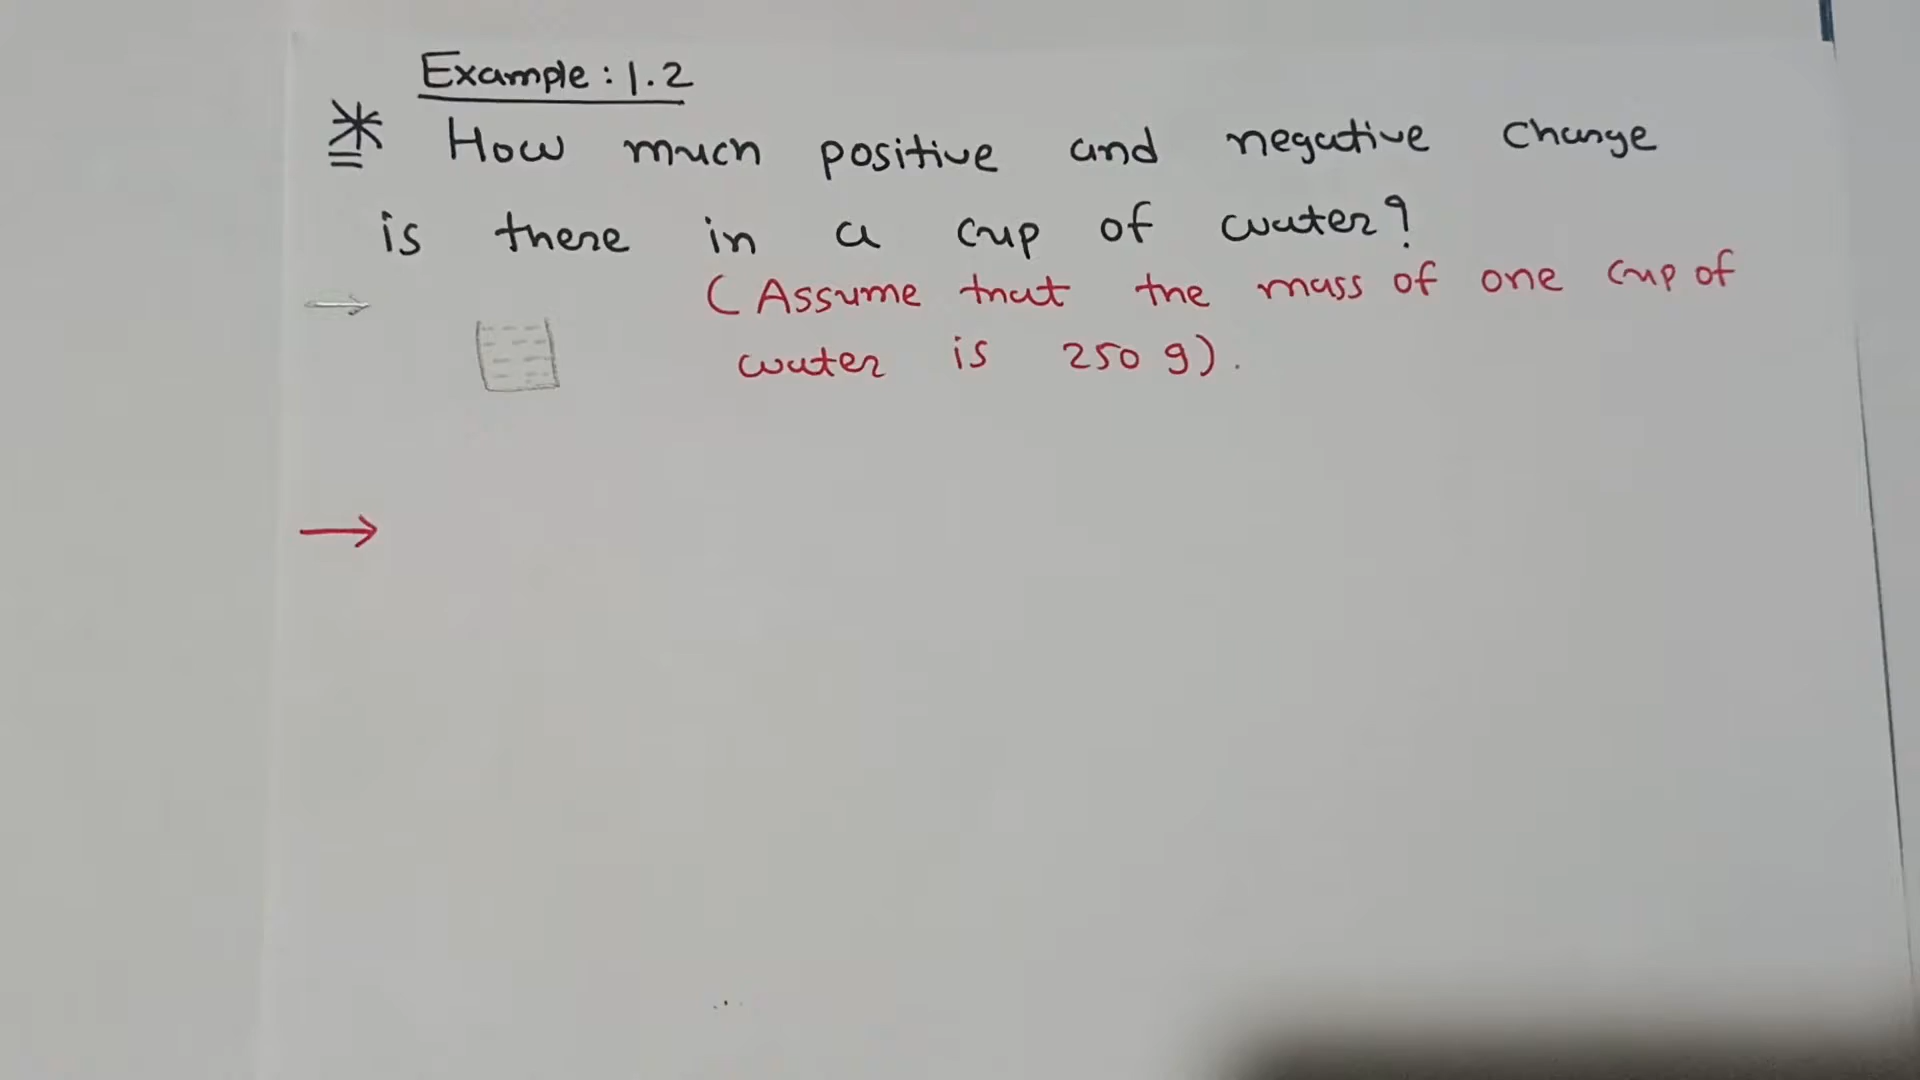 Example: 1.2
* How much positive and negative charge
is there in a cup of water?
(Assume that the mass of one cup of
water is 250 g).